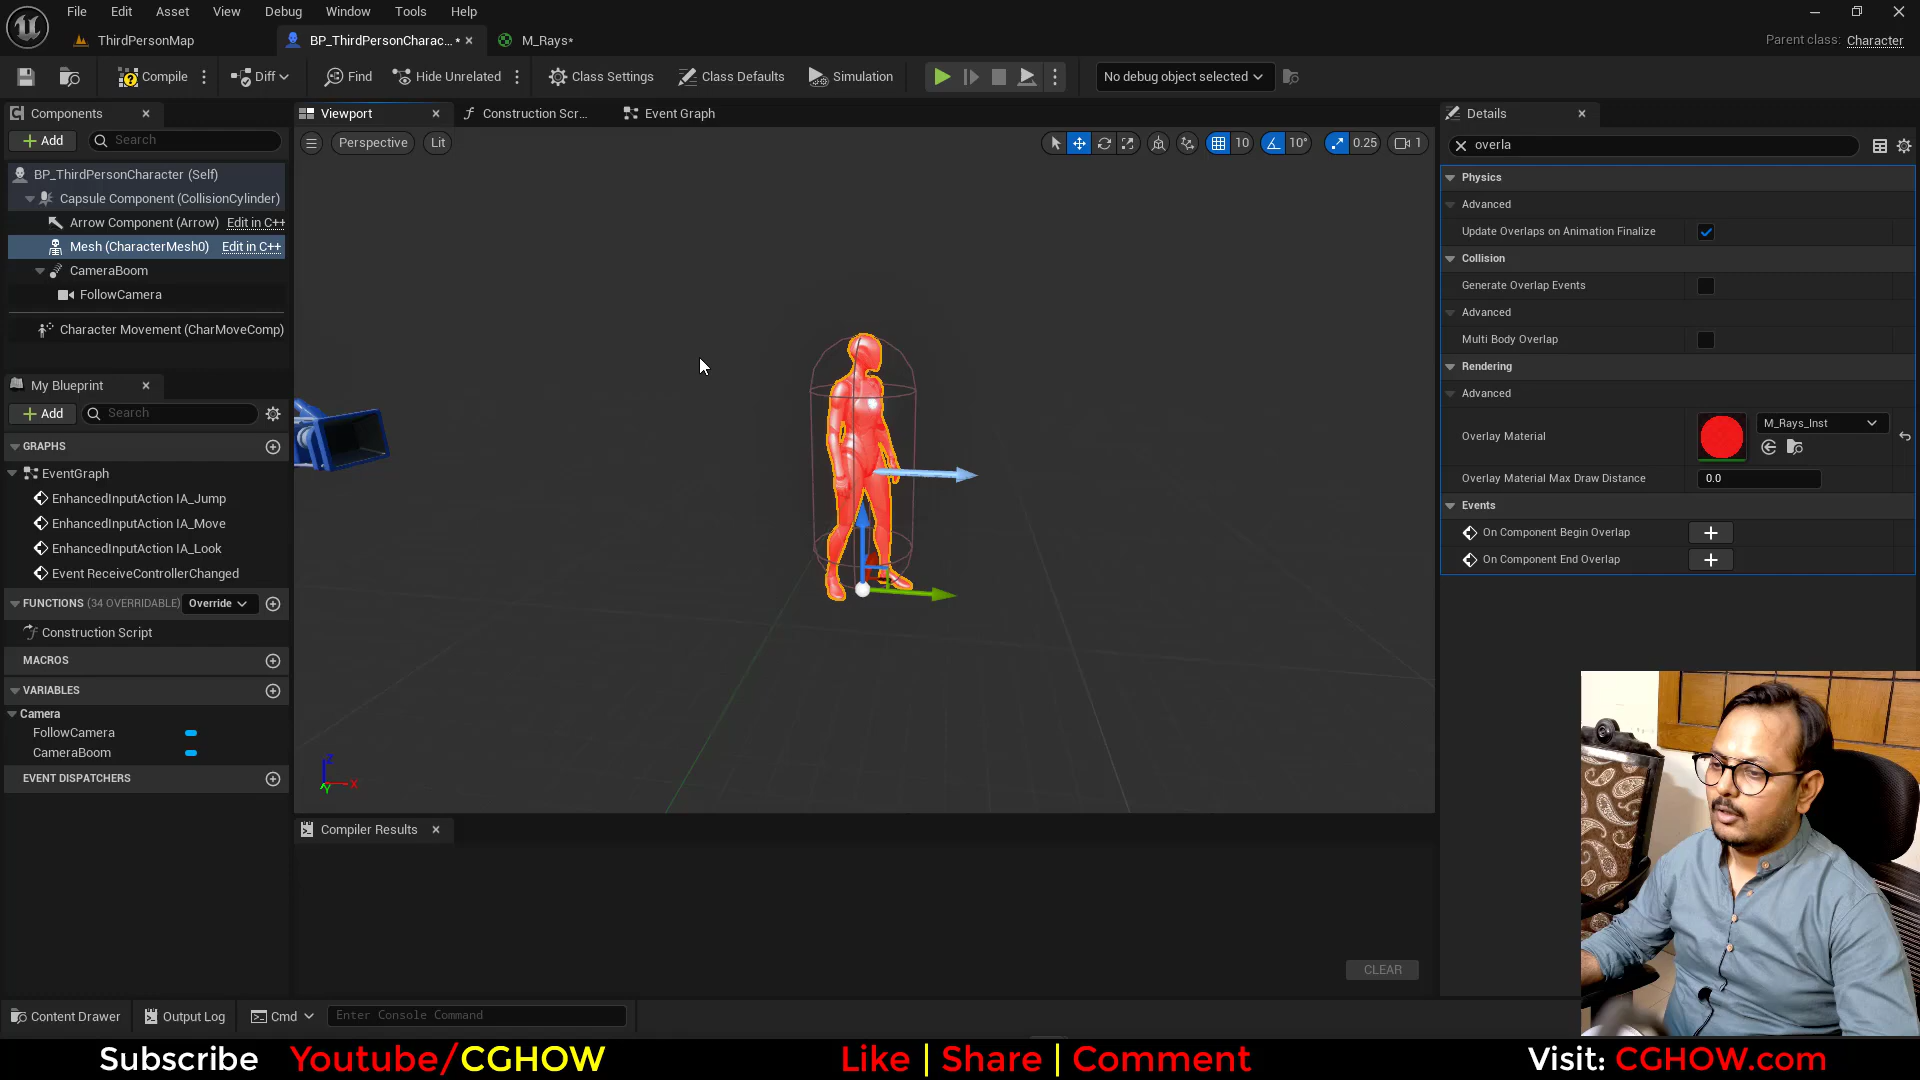 File Edit Asset View Debug Window Tools Help
ThirdPersonMap
BP_ThirdPersonCharac... *
M_Rays*
Parent class: Character
Compile
Diff
Find
Hide Unrelated
Class Settings
Class Defaults
Simulation
No debug object selected
Components
Add
Search
BP_ThirdPersonCharacter (Self)
Capsule Component (CollisionCylinder)
Arrow Component (Arrow) Edit in C++
Mesh (CharacterMesh0) Edit in C++
CameraBoom
FollowCamera
Character Movement (CharMoveComp)
My Blueprint
Add
Search
GRAPHS
EventGraph
EnhancedInputAction IA_Jump
EnhancedInputAction IA_Move
EnhancedInputAction IA_Look
Event ReceiveControllerChanged
FUNCTIONS (34 OVERRIDABLE) Override
Construction Script
MACROS
VARIABLES
Camera
FollowCamera
CameraBoom
EVENT DISPATCHERS
Viewport
Construction Scr...
Event Graph
Perspective
Lit
10
10°
0.25
1
Z
X
Y
Compiler Results
CLEAR
Details
overla
Physics
Advanced
Update Overlaps on Animation Finalize
Collision
Generate Overlap Events
Advanced
Multi Body Overlap
Rendering
Advanced
Overlay Material
M_Rays_Inst
Overlay Material Max Draw Distance
0.0
Events
On Component Begin Overlap
On Component End Overlap
Content Drawer
Output Log
Cmd
Enter Console Command
Subscribe Youtube/CGHOW
Like | Share | Comment
Visit: CGHOW.com